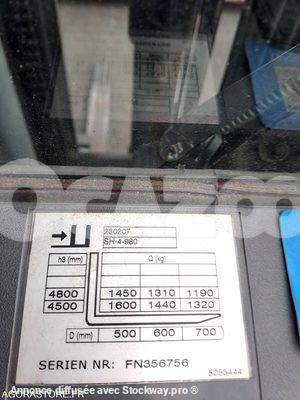 OCAZOO
230207
SH-4-980
h3 (mm) Q (kg)
4800 1450 1310 1190
4500 1600 1440 1320
D (mm) 500 600 700
SERIEN NR: FN356756
5055444
Annonce diffusée avec Stockway.pro ®
AGORASTORE.FR